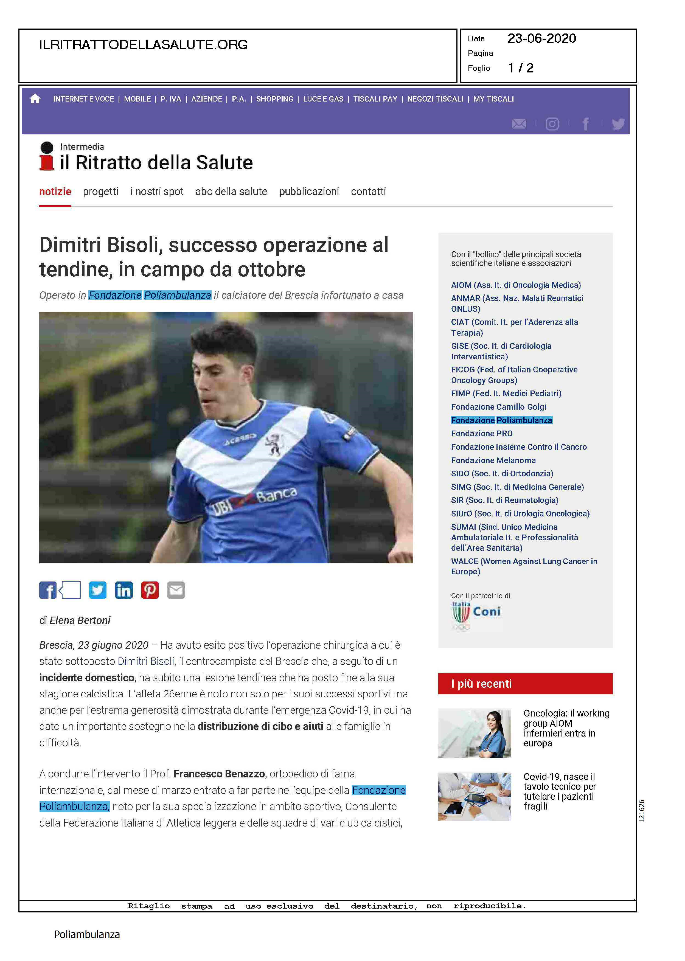 ILRITRATTODELLASALUTE.ORG
Data 23-06-2020
Pagina
Foglio 1 / 2
INTERNET E VOCE | MOBILE | P. IVA | AZIENDE | P.A. | SHOPPING | LUCE E GAS | TISCALI PAY | NEGOZI TISCALI | MY TISCALI
Intermedia
il Ritratto della Salute
notizie progetti i nostri spot abc della salute pubblicazioni contatti
Dimitri Bisoli, successo operazione al
tendine, in campo da ottobre
Operato in Fondazione Poliambulanza il calciatore del Brescia infortunato a casa
ACERBIS
UBI Banca
di Elena Bertoni
Brescia, 23 giugno 2020 – Ha avuto esito positivo l'operazione chirurgica a cui è
stato sottoposto Dimitri Bisoli, il centrocampista del Brescia che, a seguito di un
incidente domestico, ha subito una lesione tendinea che ha posto fine alla sua
stagione calcistica. L'atleta 26enne è noto non solo per i suoi successi sportivi ma
anche per l'estrema generosità dimostrata durante l'emergenza Covid-19, in cui ha
dato un importante sostegno nella distribuzione di cibo e aiuti alle famiglie in
difficoltà.
A condurre l'intervento il Prof. Francesco Benazzo, ortopedico di fama
internazionale, dal mese di marzo entrato a far parte nell'equipe della Fondazione
Poliambulanza, noto per la sua specializzazione in ambito sportivo, Consulente
della Federazione Italiana di Atletica leggera e delle squadre di vari club calcistici,
Con il "bollino" delle principali società
scientifiche italiane e associazioni
AIOM (Ass. It. di Oncologia Medica)
ANMAR (Ass. Naz. Malati Reumatici
ONLUS)
CIAT (Comit. It. per l'Aderenza alla
Terapia)
GISE (Soc. It. di Cardiologia
Interventistica)
FICOG (Fed. of Italian Cooperative
Oncology Groups)
FIMP (Fed. It. Medici Pediatri)
Fondazione Camillo Golgi
Fondazione Poliambulanza
Fondazione PRO
Fondazione Insieme Contro il Cancro
Fondazione Melanoma
SIDO (Soc. It. di Ortodonzia)
SIMG (Soc. It. di Medicina Generale)
SIR (Soc. It. di Reumatologia)
SIUrO (Soc. It. di Urologia Oncologica)
SUMAI (Sind. Unico Medicina
Ambulatoriale It. e Professionalità
dell'Area Sanitaria)
WALCE (Women Against Lung Cancer in
Europe)
Con il patrocinio di
Italia
Coni
I più recenti
Oncologia: il working
group AIOM
infermieri entra in
europa
Covid-19, nasce il
tavolo tecnico per
tutelare i pazienti
fragili
121626
Ritaglio stampa ad uso esclusivo del destinatario, non riproducibile.
Poliambulanza